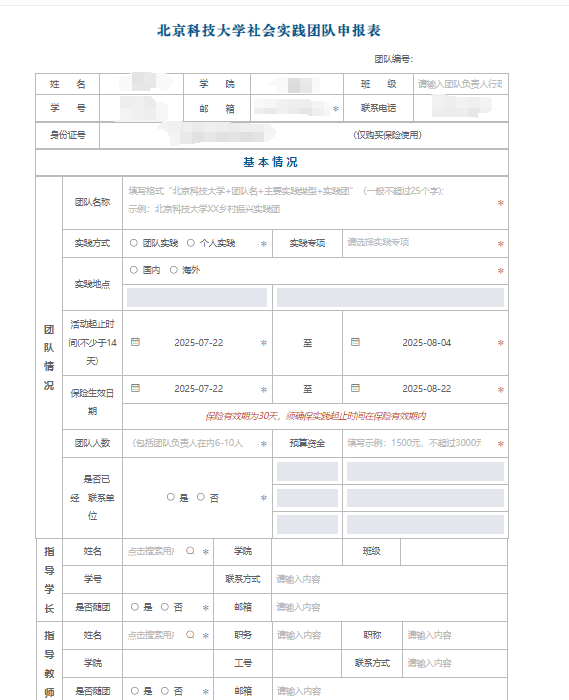 北京科技大学社会实践团队申报表
团队编号：
姓 名 学 院 班 级 请输入团队负责人行政
学 号 邮 箱 * 联系电话
身份证号 （仅购买保险使用）
基本情况
团队情况
团队名称 填写格式“北京科技大学+团队名+主要实践类型+实践团”（一般不超过25个字）；
示例：北京科技大学XX乡村振兴实践团 *
实践方式 团队实践 个人实践 * 实践专项 请选择实践专项 *
实践地点 国内 海外 *
活动起止时间(不少于14天) 2025-07-22 * 至 2025-08-04 *
保险生效日期 2025-07-22 * 至 2025-08-22 *
保险有效期为30天，须确保实践起止时间在保险有效期内
团队人数 （包括团队负责人在内6-10人 * 预算资金 填写示例：1500元，不超过3000元 *
是否已经 联系单位 是 否 *
指导学长
姓名 点击搜索用户 * 学院 班级
学号 联系方式 请输入内容
是否随团 是 否 * 邮箱 请输入内容
指导教师
姓名 点击搜索用户 * 职务 请输入内容 职称 请输入内容
学院 工号 请输入内容 联系方式 请输入内容
是否随团 是 否 * 邮箱 请输入内容